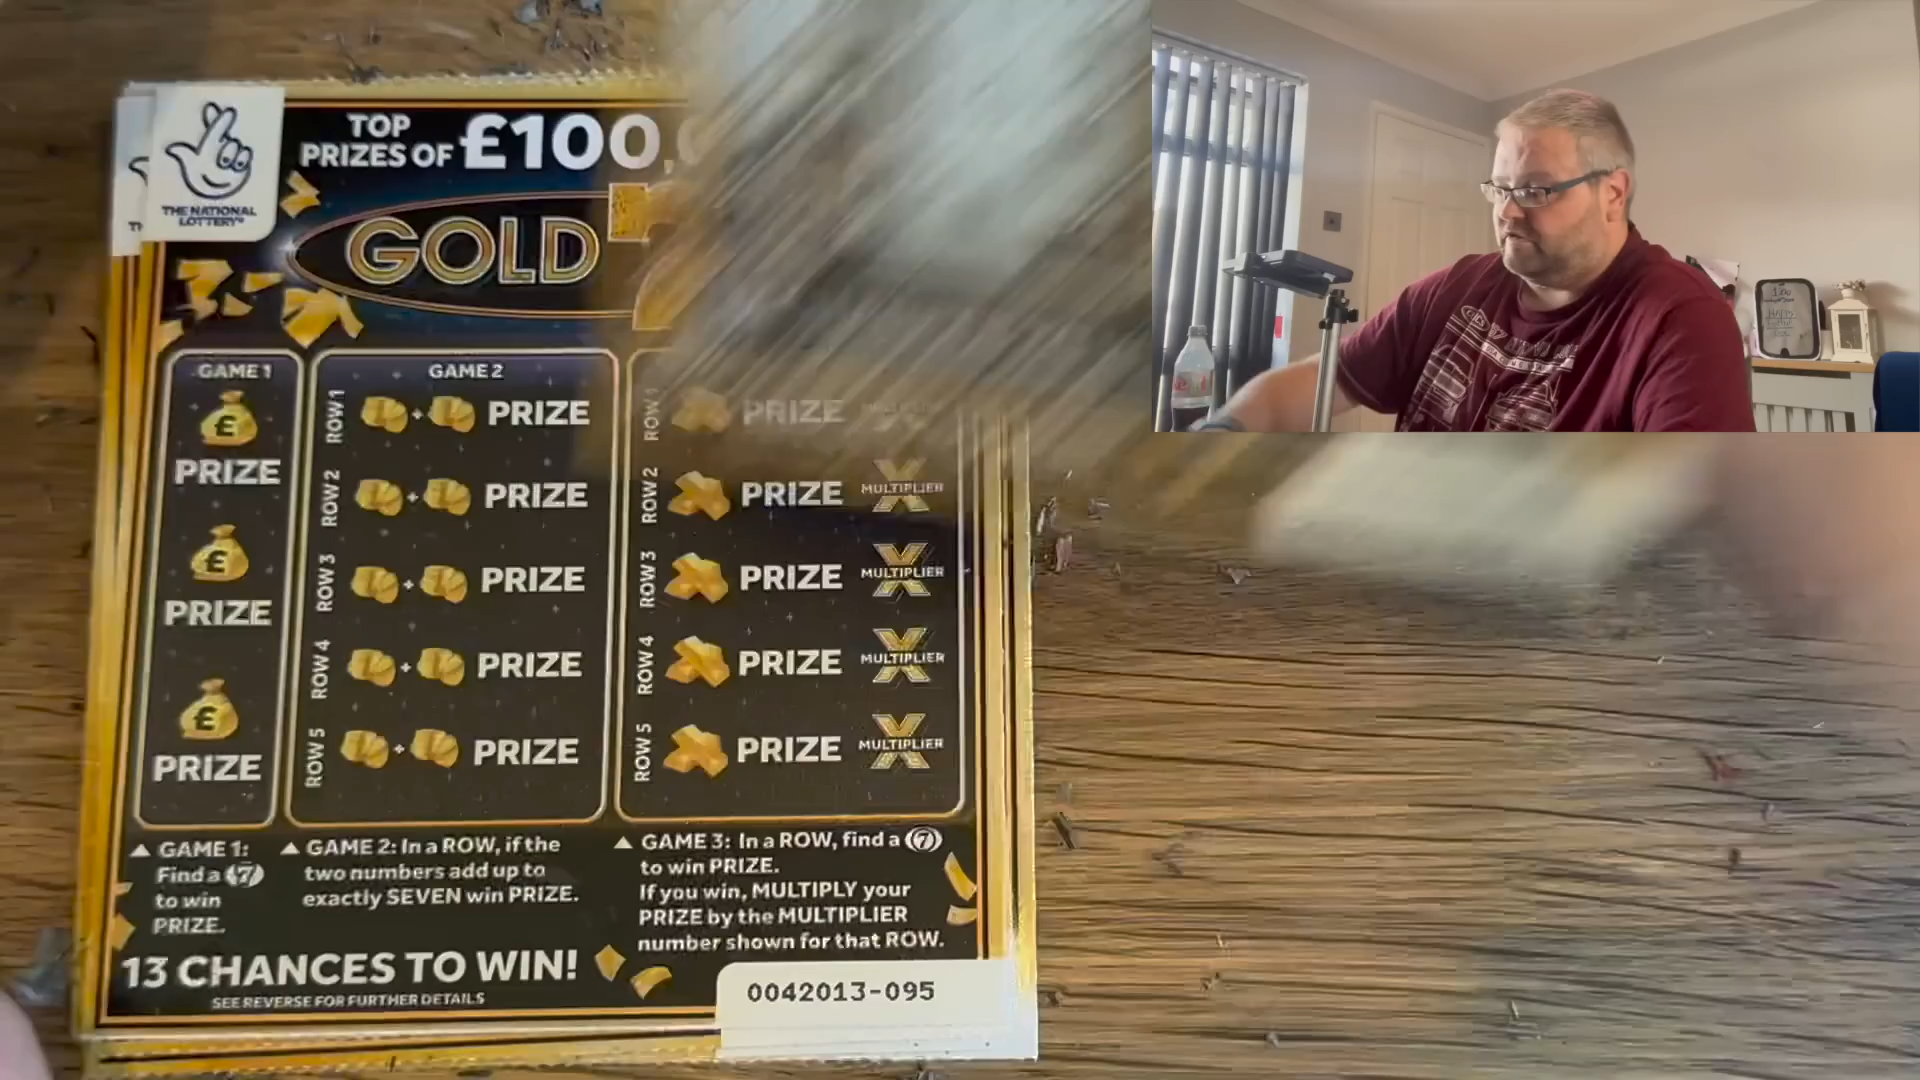 THE NATIONAL
LOTTERY®
TOP
PRIZES OF £100,0
GOLD
GAME 1
£
PRIZE
£
PRIZE
£
PRIZE
GAME 2
ROW 1 + PRIZE
ROW 2 + PRIZE
ROW 3 + PRIZE
ROW 4 + PRIZE
ROW 5 + PRIZE
ROW 1 PRIZE
ROW 2 PRIZE X MULTIPLIER
ROW 3 PRIZE X MULTIPLIER
ROW 4 PRIZE X MULTIPLIER
ROW 5 PRIZE X MULTIPLIER
GAME 1:
Find a 7
to win
PRIZE.
GAME 2: In a ROW, if the
two numbers add up to
exactly SEVEN win PRIZE.
GAME 3: In a ROW, find a 7
to win PRIZE.
If you win, MULTIPLY your
PRIZE by the MULTIPLIER
number shown for that ROW.
13 CHANCES TO WIN!
SEE REVERSE FOR FURTHER DETAILS
0042013-095